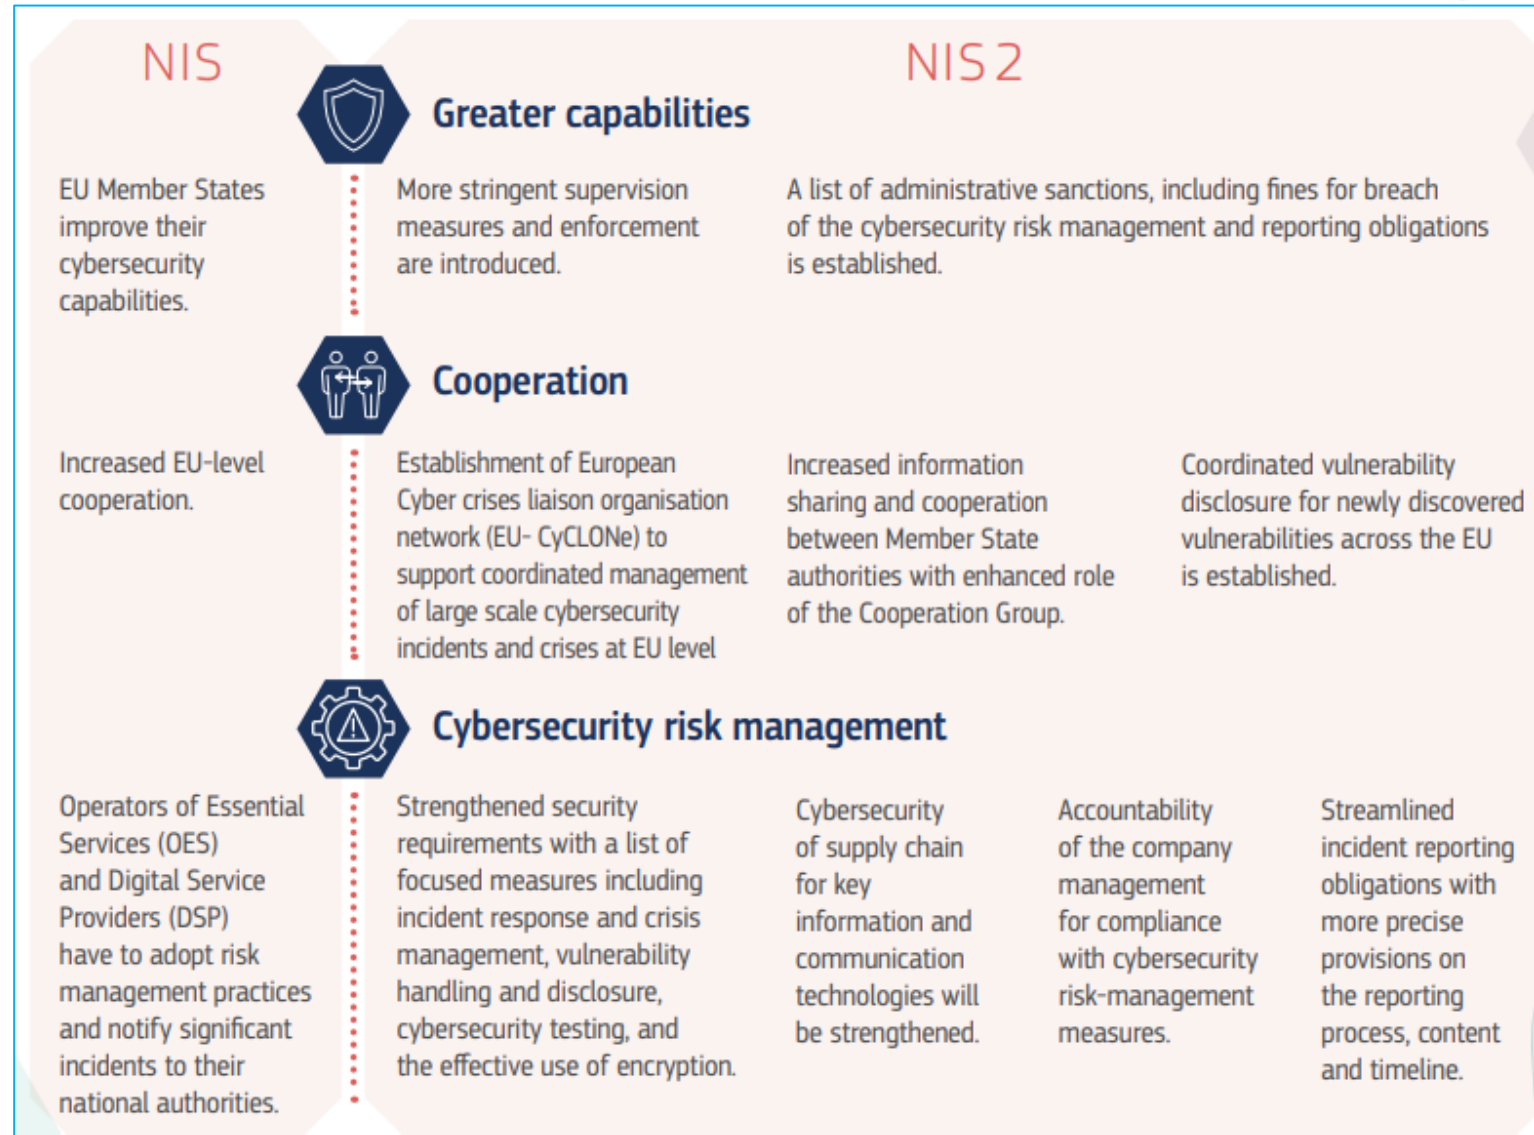 NIS
NIS 2
Greater capabilities
EU Member States
improve their
cybersecurity
capabilities.
More stringent supervision
measures and enforcement
are introduced.
A list of administrative sanctions, including fines for breach
of the cybersecurity risk management and reporting obligations
is established.
Cooperation
Increased EU-level
cooperation.
Establishment of European
Cyber crises liaison organisation
network (EU- CyCLONe) to
support coordinated management
of large scale cybersecurity
incidents and crises at EU level
Increased information
sharing and cooperation
between Member State
authorities with enhanced role
of the Cooperation Group.
Coordinated vulnerability
disclosure for newly discovered
vulnerabilities across the EU
is established.
Cybersecurity risk management
Operators of Essential
Services (OES)
and Digital Service
Providers (DSP)
have to adopt risk
management practices
and notify significant
incidents to their
national authorities.
Strengthened security
requirements with a list of
focused measures including
incident response and crisis
management, vulnerability
handling and disclosure,
cybersecurity testing, and
the effective use of encryption.
Cybersecurity
of supply chain
for key
information and
communication
technologies will
be strengthened.
Accountability
of the company
management
for compliance
with cybersecurity
risk-management
measures.
Streamlined
incident reporting
obligations with
more precise
provisions on
the reporting
process, content
and timeline.